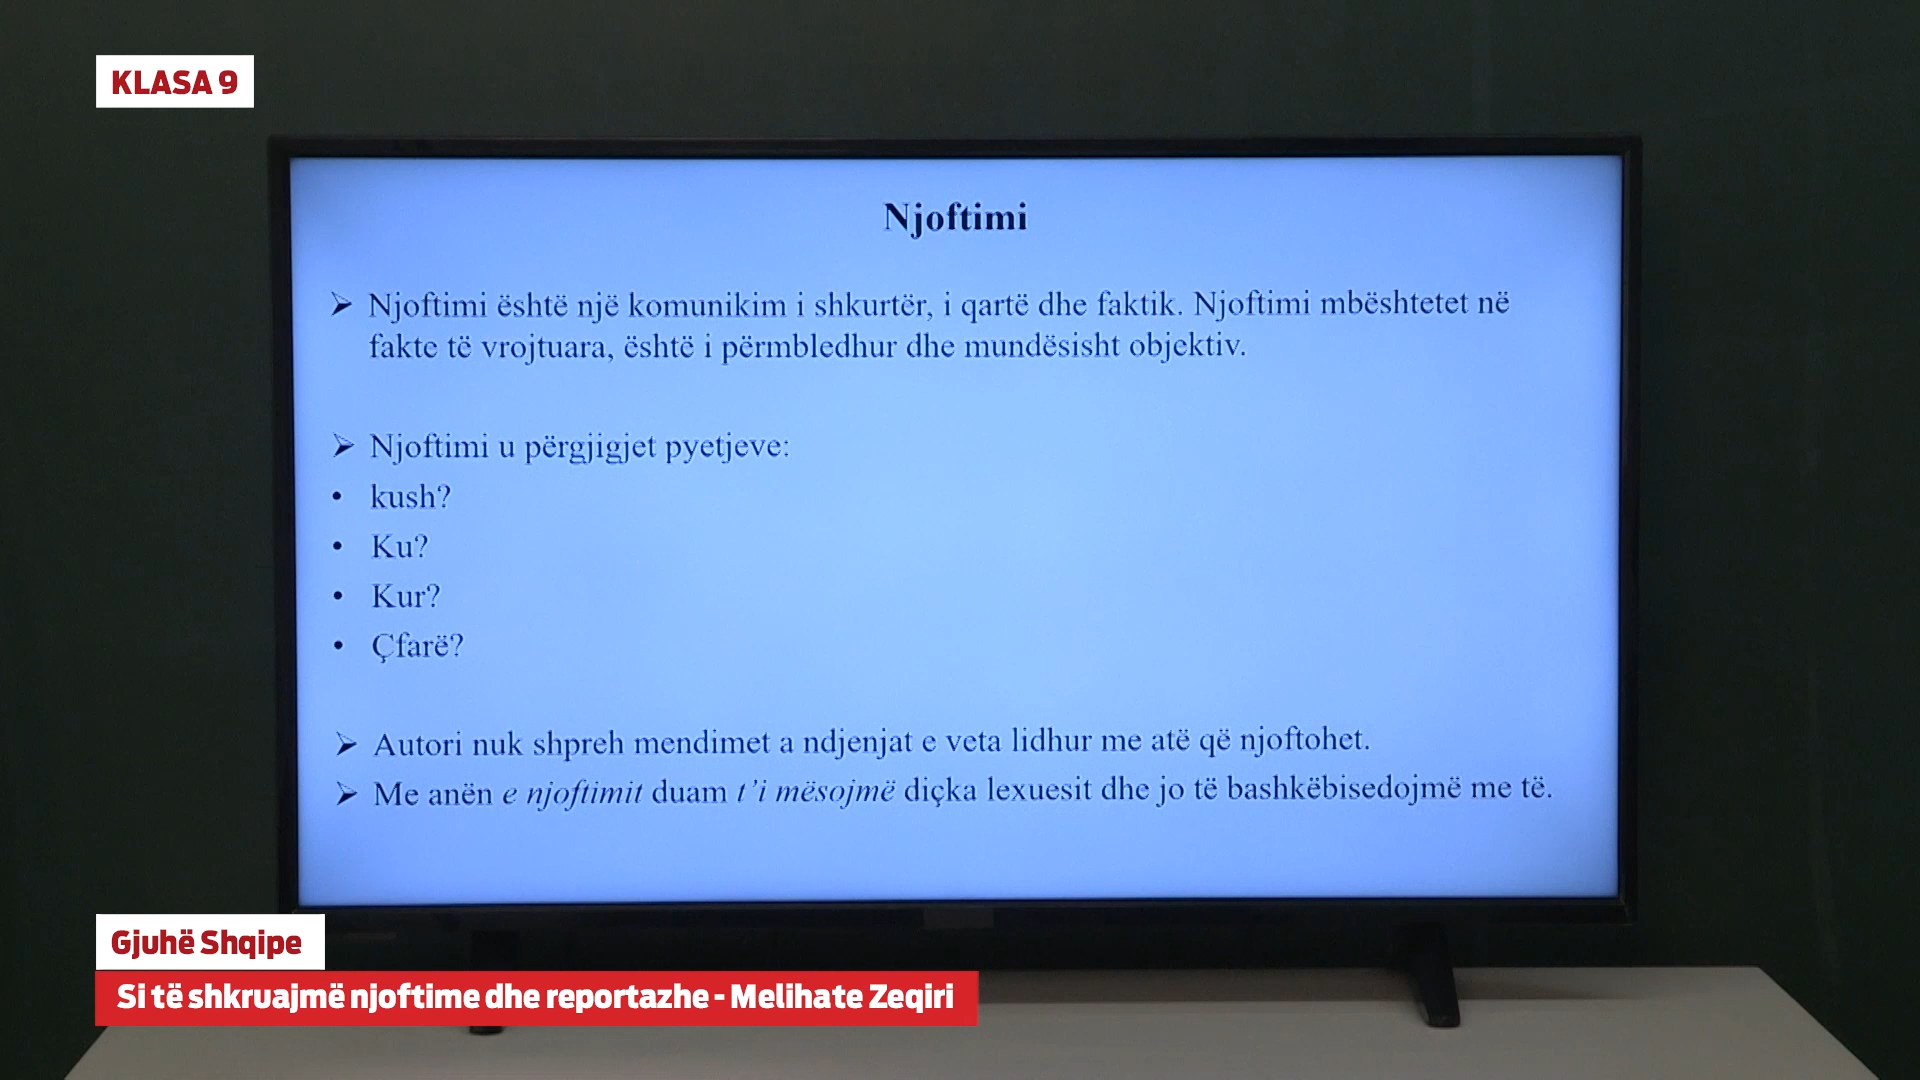 KLASA 9
Njoftimi
➢ Njoftimi është një komunikim i shkurtër, i qartë dhe faktik. Njoftimi mbështetet në
fakte të vrojtuara, është i përmbledhur dhe mundësisht objektiv.
➢ Njoftimi u përgjigjet pyetjeve:
• kush?
• Ku?
• Kur?
• Çfarë?
➢ Autori nuk shpreh mendimet a ndjenjat e veta lidhur me atë që njoftohet.
➢ Me anën e njoftimit duam t’i mësojmë diçka lexuesit dhe jo të bashkëbisedojmë me të.
Gjuhë Shqipe
Si të shkruajmë njoftime dhe reportazhe - Melihate Zeqiri